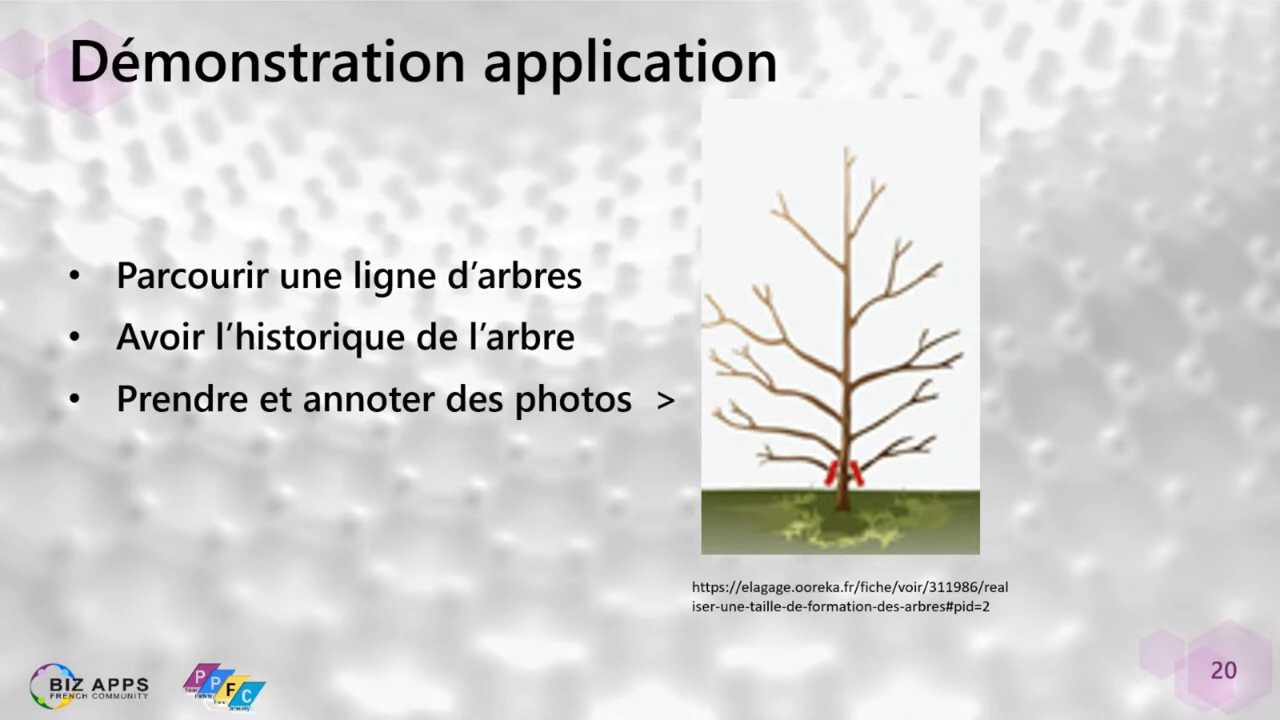 Démonstration application
• Parcourir une ligne d’arbres
• Avoir l’historique de l’arbre
• Prendre et annoter des photos >
https://elagage.ooreka.fr/fiche/voir/311986/real
iser-une-taille-de-formation-des-arbres#pid=2
BIZ APPS
FRENCH COMMUNITY
P P F C
20